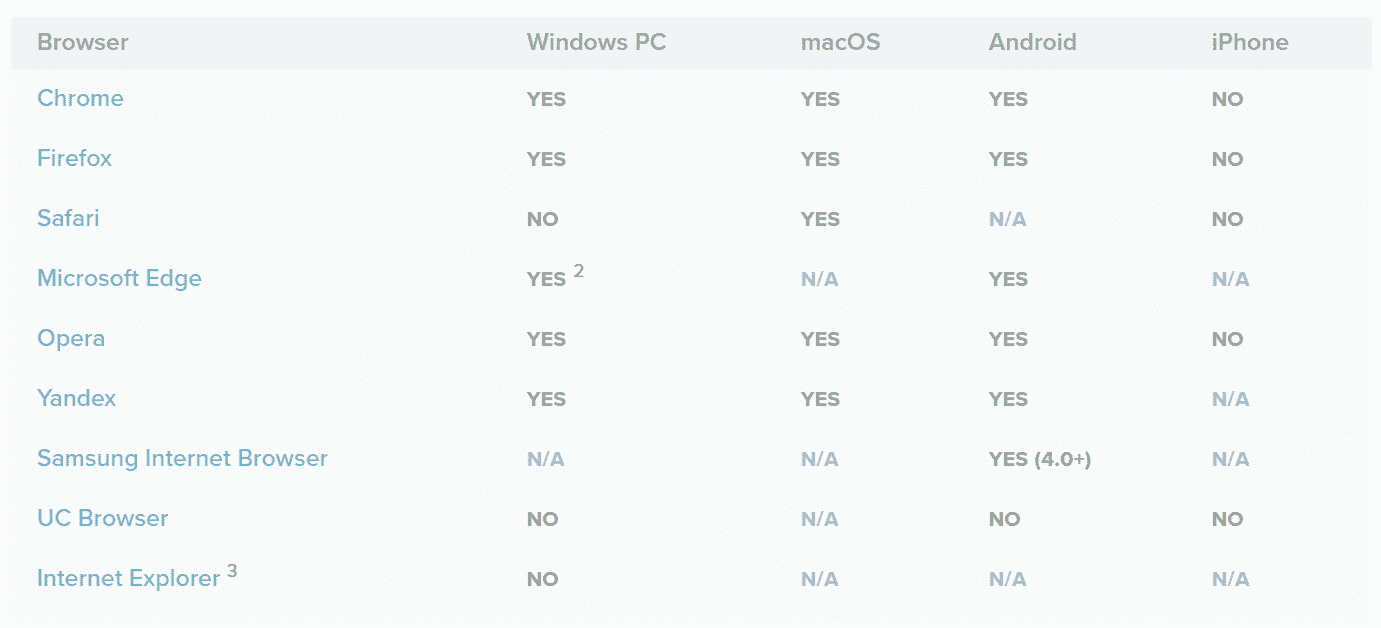 Browser Windows PC macOS Android iPhone
Chrome YES YES YES NO
Firefox YES YES YES NO
Safari NO YES N/A NO
Microsoft Edge YES 2 N/A YES N/A
Opera YES YES YES NO
Yandex YES YES YES N/A
Samsung Internet Browser N/A N/A YES (4.0+) N/A
UC Browser NO N/A NO NO
Internet Explorer 3 NO N/A N/A N/A